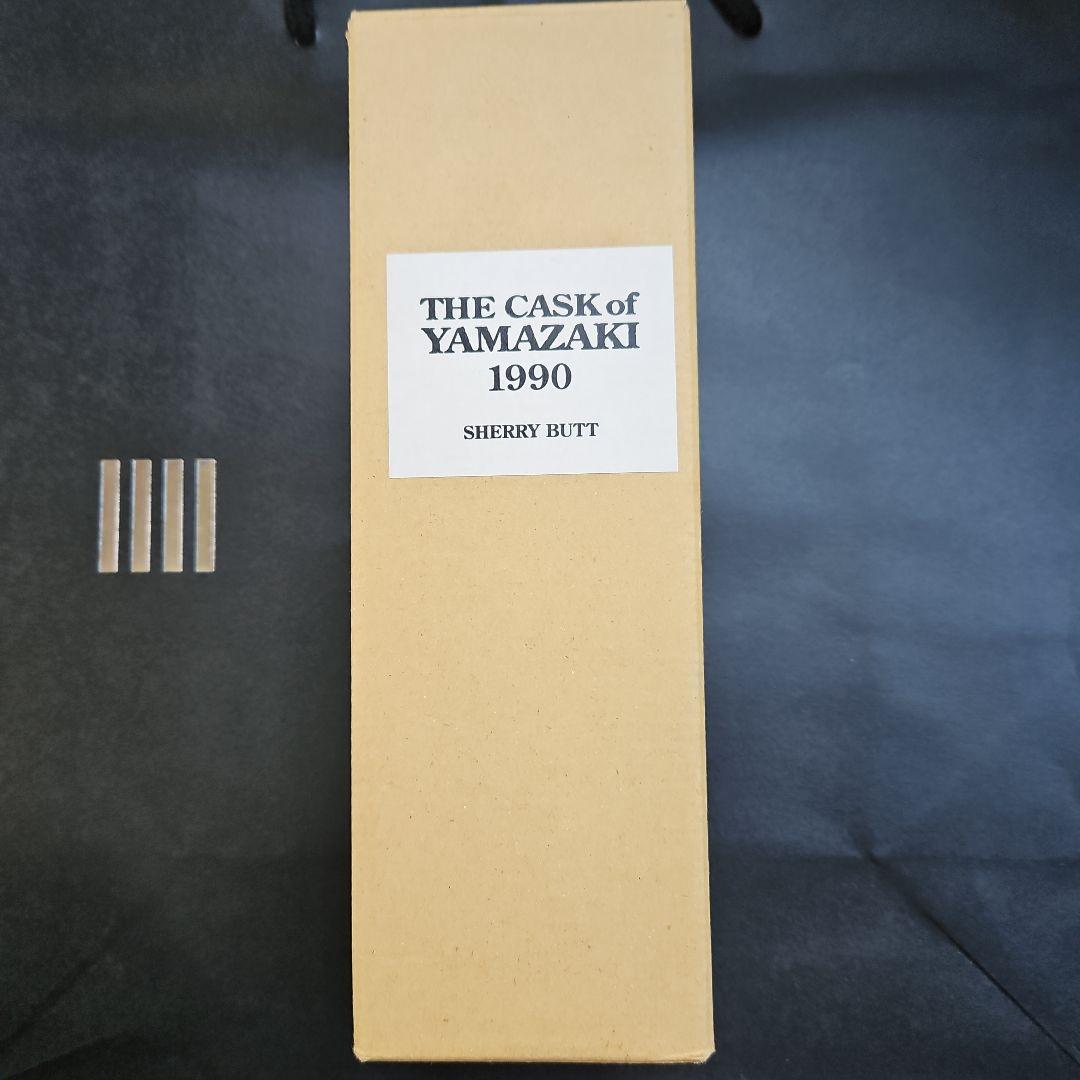 THE CASK of
YAMAZAKI
1990
SHERRY BUTT